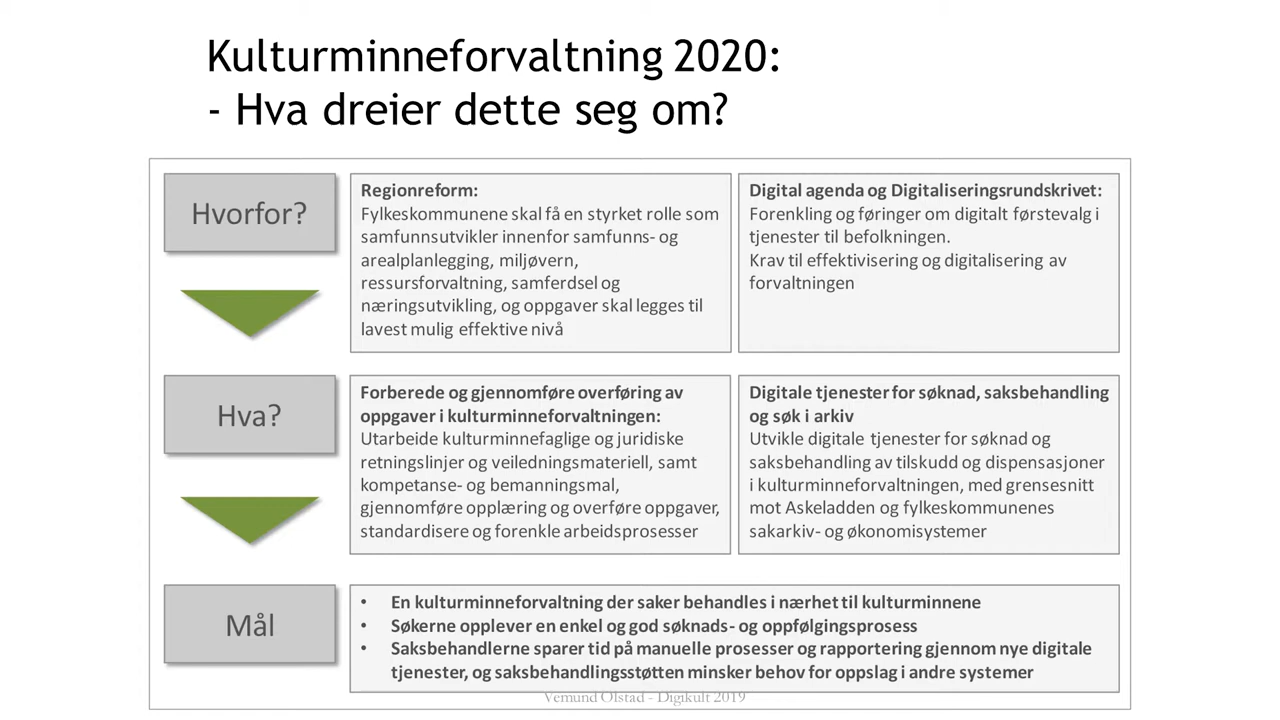 Kulturminneforvaltning 2020:
- Hva dreier dette seg om?
Hvorfor?
Regionreform:
Fylkeskommunene skal få en styrket rolle som
samfunnsutvikler innenfor samfunns- og
arealplanlegging, miljøvern,
ressursforvaltning, samferdsel og
næringsutvikling, og oppgaver skal legges til
lavest mulig effektive nivå
Digital agenda og Digitaliseringsrundskrivet:
Forenkling og føringer om digitalt førstevalg i
tjenester til befolkningen.
Krav til effektivisering og digitalisering av
forvaltningen
Hva?
Forberede og gjennomføre overføring av
oppgaver i kulturminneforvaltningen:
Utarbeide kulturminnefaglige og juridiske
retningslinjer og veiledningsmateriell, samt
kompetanse- og bemanningsmal,
gjennomføre opplæring og overføre oppgaver,
standardisere og forenkle arbeidsprosesser
Digitale tjenester for søknad, saksbehandling
og søk i arkiv
Utvikle digitale tjenester for søknad og
saksbehandling av tilskudd og dispensasjoner
i kulturminneforvaltningen, med grensesnitt
mot Askeladden og fylkeskommunenes
sakarkiv- og økonomisystemer
Mål
• En kulturminneforvaltning der saker behandles i nærhet til kulturminnene
• Søkerne opplever en enkel og god søknads- og oppfølgingsprosess
• Saksbehandlerne sparer tid på manuelle prosesser og rapportering gjennom nye digitale
tjenester, og saksbehandlingsstøtten minsker behov for oppslag i andre systemer
Vemund Olstad - Digikult 2019